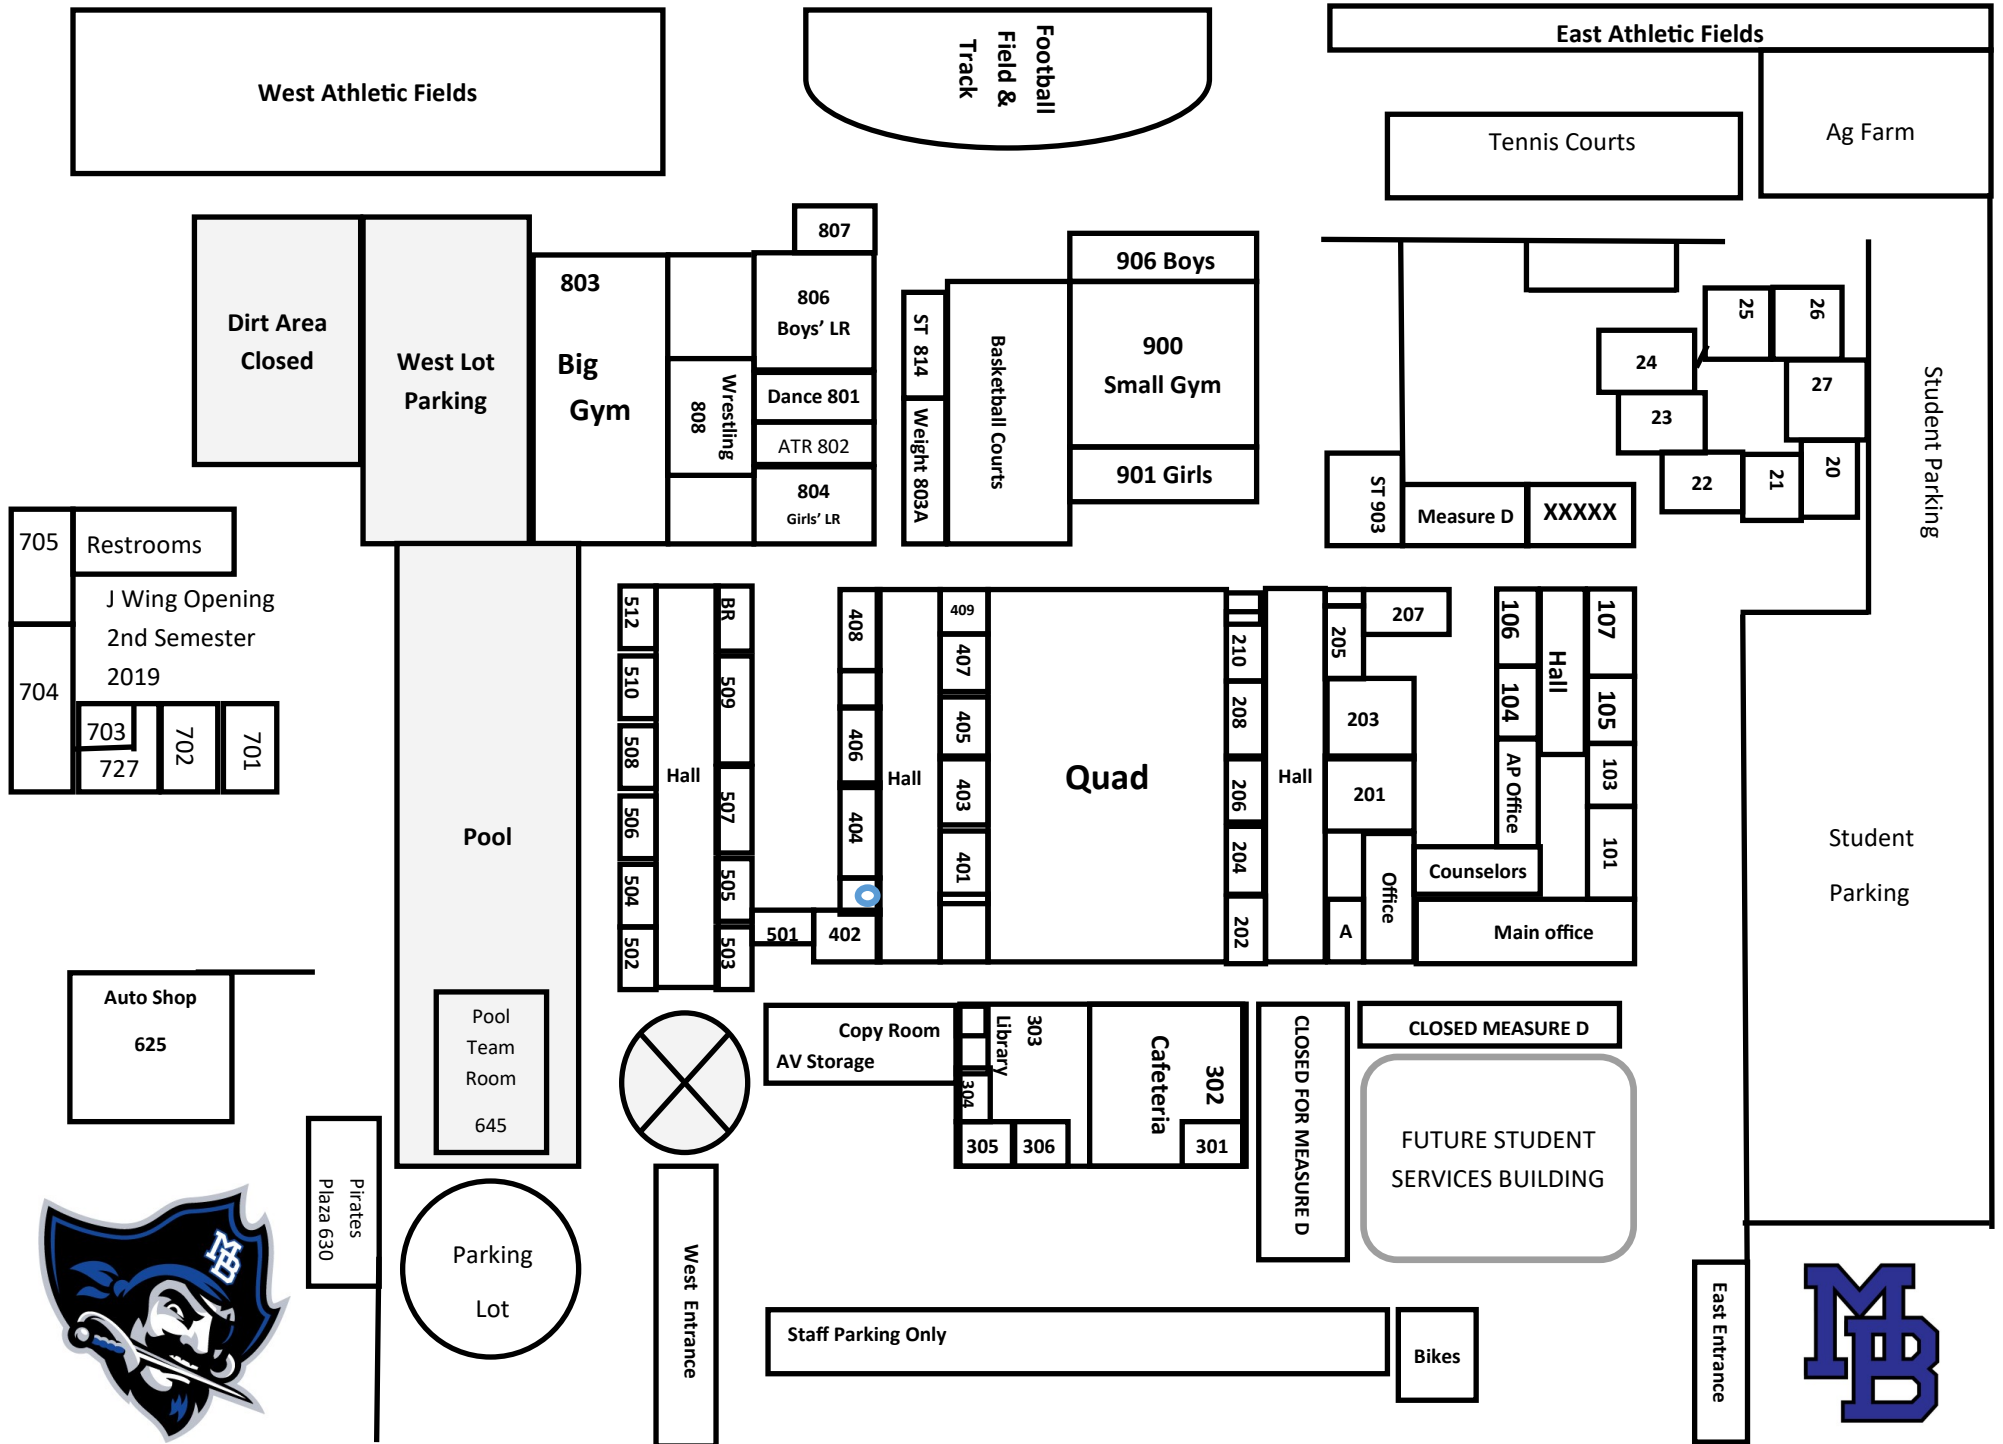 West Athletic Fields
Football
Field &
Track
East Athletic Fields
Tennis Courts
Ag Farm
Dirt Area
Closed
West Lot
Parking
803
Big
Gym
Wrestling
808
807
806
Boys' LR
Dance 801
ATR 802
804
Girls' LR
ST 814
Weight 803A
Basketball Courts
906 Boys
900
Small Gym
901 Girls
ST 903
Measure D
XXXXX
25
26
24
27
23
22
21
20
Student Parking
705
Restrooms
J Wing Opening
2nd Semester
2019
704
703
727
702
701
Pool
512
510
508
506
504
502
Hall
BR
509
507
505
503
501
402
408
406
404
Hall
409
407
405
403
401
Quad
210
208
206
204
202
Hall
205
207
203
201
Office
A
106
104
AP Office
Hall
107
105
103
101
Counselors
Main office
Student
Parking
Auto Shop
625
Pool
Team
Room
645
Copy Room
AV Storage
303
Library
304
305
306
Cafeteria
302
301
CLOSED FOR MEASURE D
CLOSED MEASURE D
FUTURE STUDENT
SERVICES BUILDING
Pirates
Plaza 630
MB
Parking
Lot
West Entrance
Staff Parking Only
Bikes
East Entrance
MB